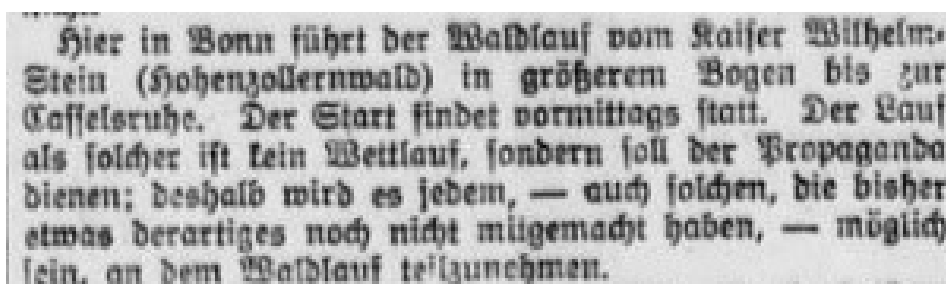 Hier in Bonn führt der Waldlauf vom Kaiser Wilhelm-
Stein (Hohenzollernwald) in größerem Bogen bis zur
Casselsruhe. Der Start findet vormittags statt. Der Lauf
als solcher ist kein Wettlauf, sondern soll der Propaganda
dienen; deshalb wird es jedem, — auch solchen, die bisher
etwas derartiges noch nicht mitgemacht haben, — möglich
sein, an dem Waldlauf teilzunehmen.